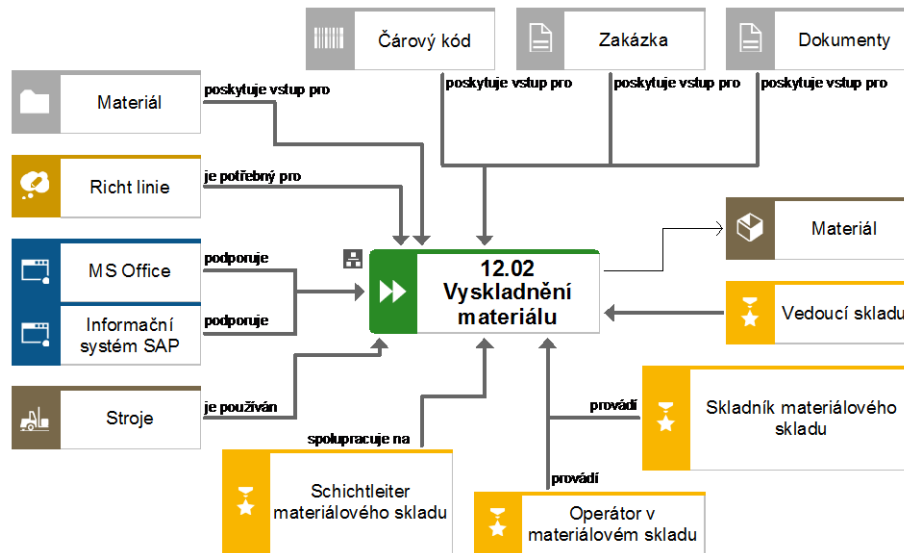 Čárový kód
Zakázka
Dokumenty
poskytuje vstup pro
poskytuje vstup pro
poskytuje vstup pro
Materiál
poskytuje vstup pro
Richt linie
je potřebný pro
MS Office
podporuje
Informační
systém SAP
podporuje
Stroje
je používán
12.02
Vyskladnění
materiálu
Materiál
Vedoucí skladu
provádí
Skladník materiálového
skladu
spolupracuje na
Schichtleiter
materiálového skladu
provádí
Operátor v
materiálovém skladu